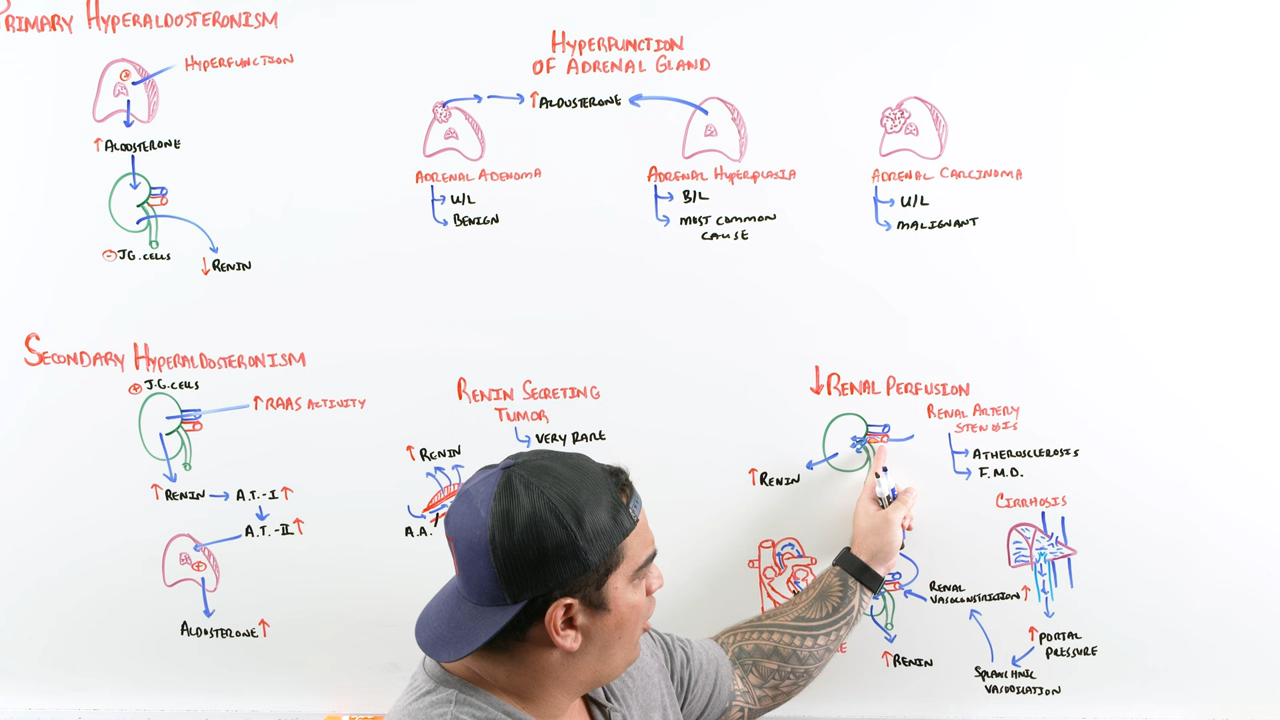 PRIMARY HYPERALDOSTERONISM
HYPERFUNCTION
↑ ALDOSTERONE
⊖ J.G. CELLS
↓ RENIN
HYPERFUNCTION
OF ADRENAL GLAND
↑ ALDOSTERONE
ADRENAL ADENOMA
U/L
BENIGN
ADRENAL HYPERPLASIA
B/L
MOST COMMON
CAUSE
ADRENAL CARCINOMA
U/L
MALIGNANT
SECONDARY HYPERALDOSTERONISM
⊕ J.G. CELLS
↑ RAAS ACTIVITY
↑ RENIN → A.T.-I ↑
A.T.-II ↑
⊕
ALDOSTERONE ↑
RENIN SECRETING
TUMOR
VERY RARE
↑ RENIN
A.A.
↓ RENAL PERFUSION
↑ RENIN
RENAL ARTERY
STENOSIS
ATHEROSCLEROSIS
F.M.D.
CIRRHOSIS
RENAL
VASOCONSTRICTION ↑
↑ PORTAL
PRESSURE
SPLANCHNIC
VASODILATION
↑ RENIN